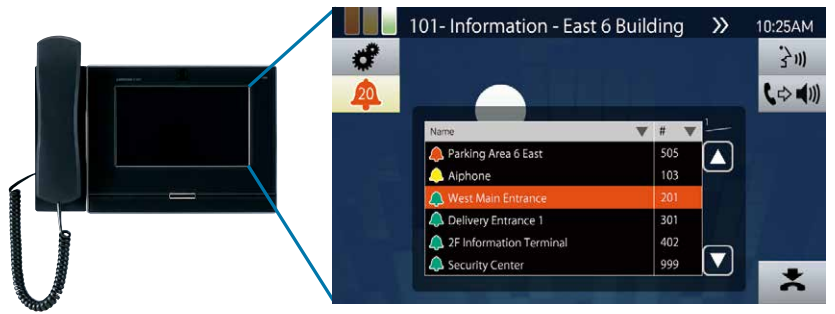 101- Information - East 6 Building » 10:25AM
20
Name # 1
Parking Area 6 East 505
Aiphone 103
West Main Entrance 201
Delivery Entrance 1 301
2F Information Terminal 402
Security Center 999